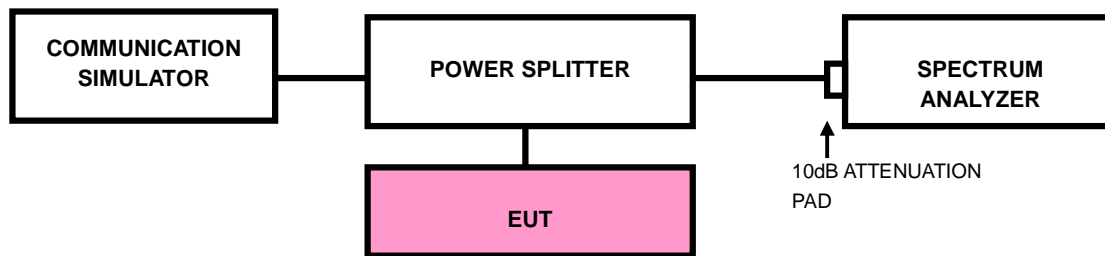 COMMUNICATION
SIMULATOR
POWER SPLITTER
SPECTRUM
ANALYZER
10dB ATTENUATION
PAD
EUT